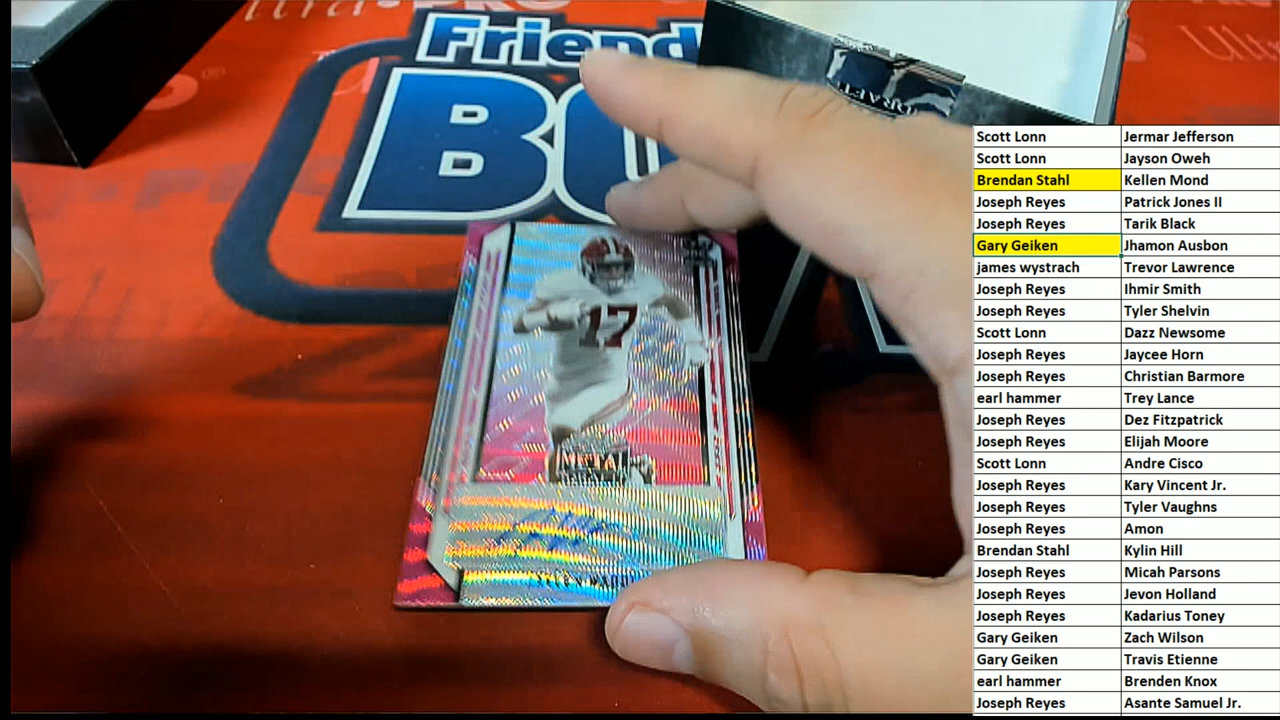 Friend
BO
DRAFT
17
METAL
Scott Lonn Jermar Jefferson
Scott Lonn Jayson Oweh
Brendan Stahl Kellen Mond
Joseph Reyes Patrick Jones II
Joseph Reyes Tarik Black
Gary Geiken Jhamon Ausbon
james wystrach Trevor Lawrence
Joseph Reyes Ihmir Smith
Joseph Reyes Tyler Shelvin
Scott Lonn Dazz Newsome
Joseph Reyes Jaycee Horn
Joseph Reyes Christian Barmore
earl hammer Trey Lance
Joseph Reyes Dez Fitzpatrick
Joseph Reyes Elijah Moore
Scott Lonn Andre Cisco
Joseph Reyes Kary Vincent Jr.
Joseph Reyes Tyler Vaughns
Joseph Reyes Amon
Brendan Stahl Kylin Hill
Joseph Reyes Micah Parsons
Joseph Reyes Jevon Holland
Joseph Reyes Kadarius Toney
Gary Geiken Zach Wilson
Gary Geiken Travis Etienne
earl hammer Brenden Knox
Joseph Reyes Asante Samuel Jr.